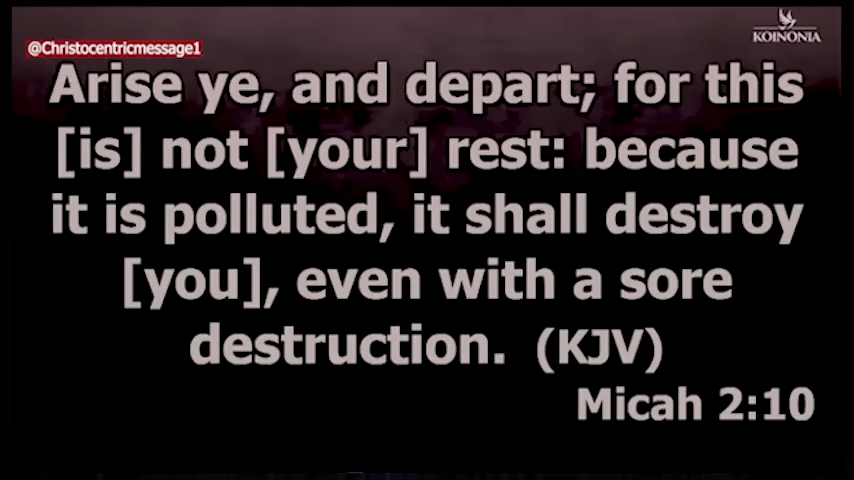 @Christocentricmessage1
KOINONIA
Arise ye, and depart; for this
[is] not [your] rest: because
it is polluted, it shall destroy
[you], even with a sore
destruction. (KJV)
Micah 2:10